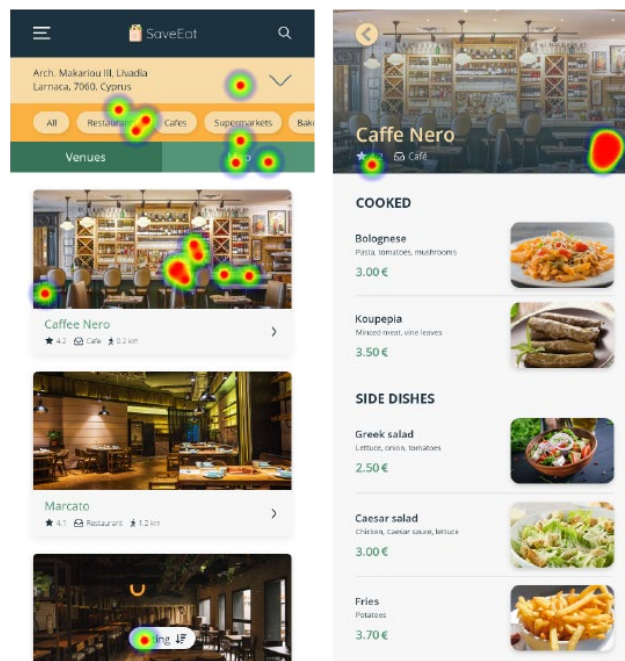 SaveEat
Arch. Makariou III, Livadia
Larnaca, 7060, Cyprus
All Restaurants Cafes Supermarkets
Venues
Caffee Nero
4.2 Cafe 0.2 km
Marcato
4.1 Restaurant 1.2 km
Caffe Nero
Café
COOKED
Bolognese
Pasta, tomatoes, mushrooms
3.00 €
Koupepia
Minced meat, vine leaves
3.50 €
SIDE DISHES
Greek salad
Lettuce, onion, tomatoes
2.50 €
Caesar salad
Chicken, Caesar sauce, lettuce
3.00 €
Fries
Potatoes
3.70 €